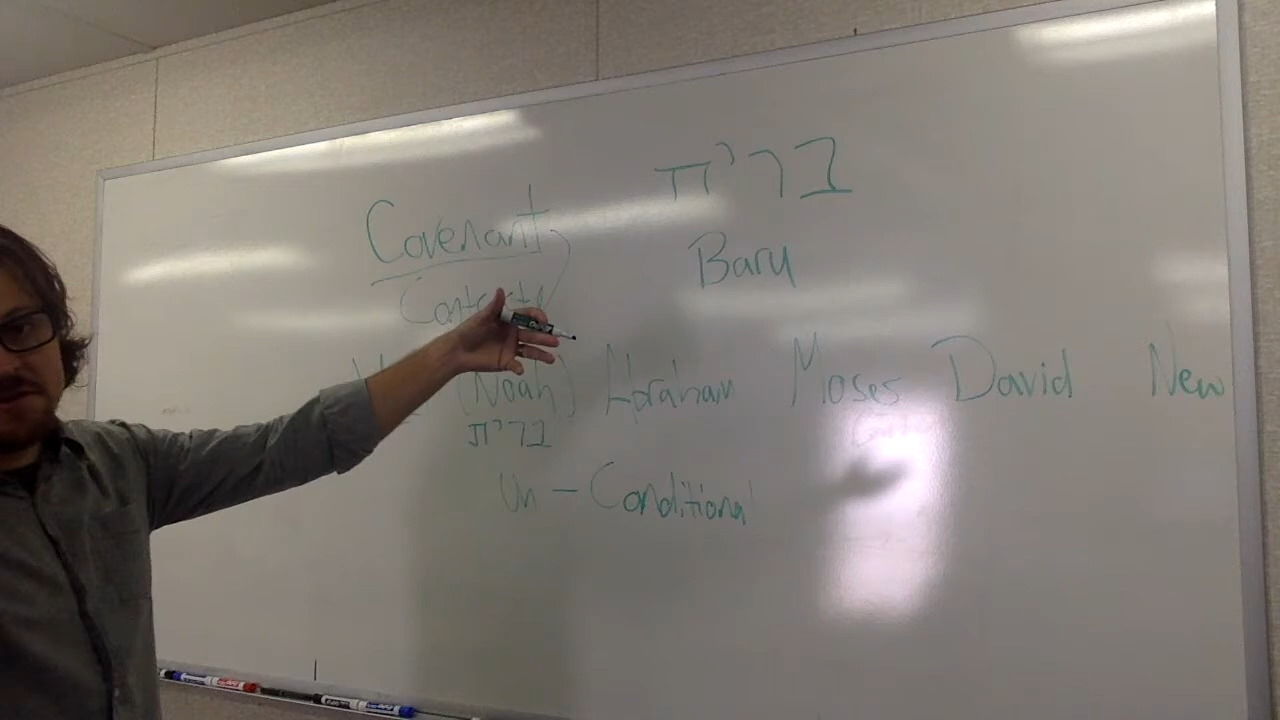 ברית
Covenant
Bary
(Noah) Abraham Moses David New
ברית
Un - Conditional